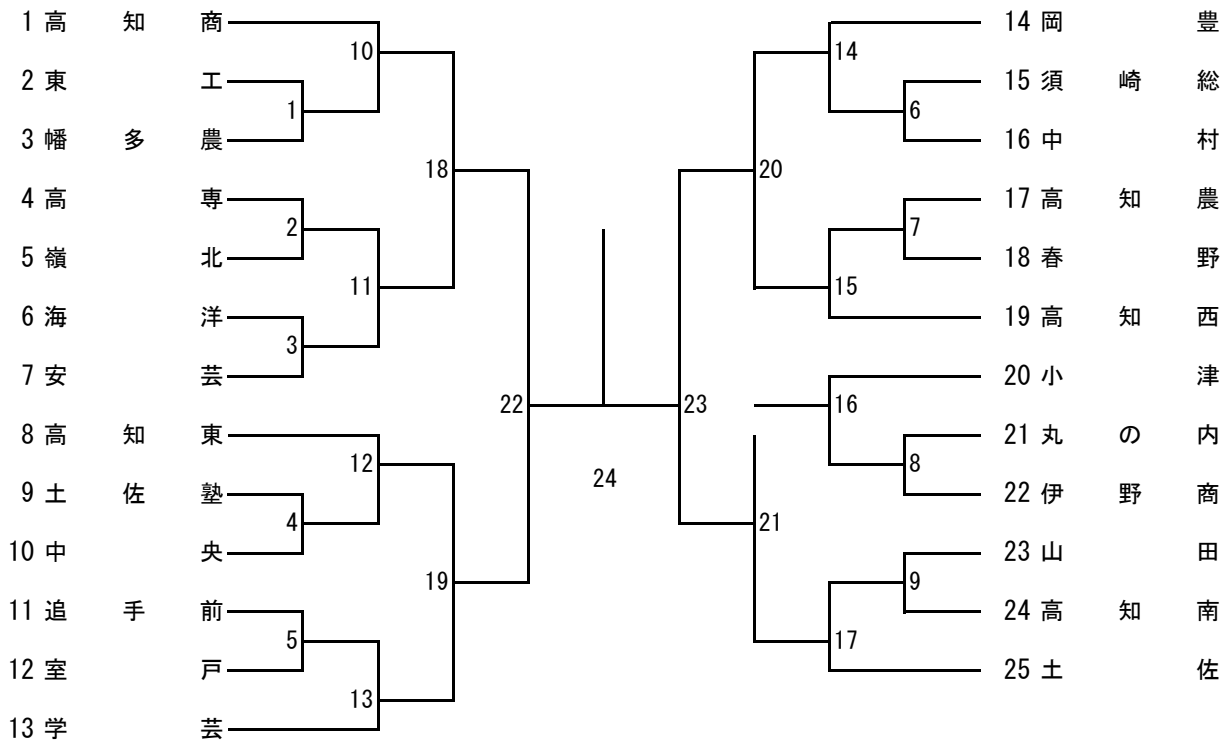 1 高知商
2 東工
3 幡多農
4 高専
5 嶺北
6 海洋
7 安芸
8 高知東
9 土佐塾
10 中央
11 追手前
12 室戸
13 学芸
10
1
18
2
11
3
22
12
4
19
5
13
24
14
6
20
7
15
23
16
8
21
9
17
14 岡豊
15 須崎総
16 中村
17 高知農
18 春野
19 高知西
20 小津
21 丸の内
22 伊野商
23 山田
24 高知南
25 土佐